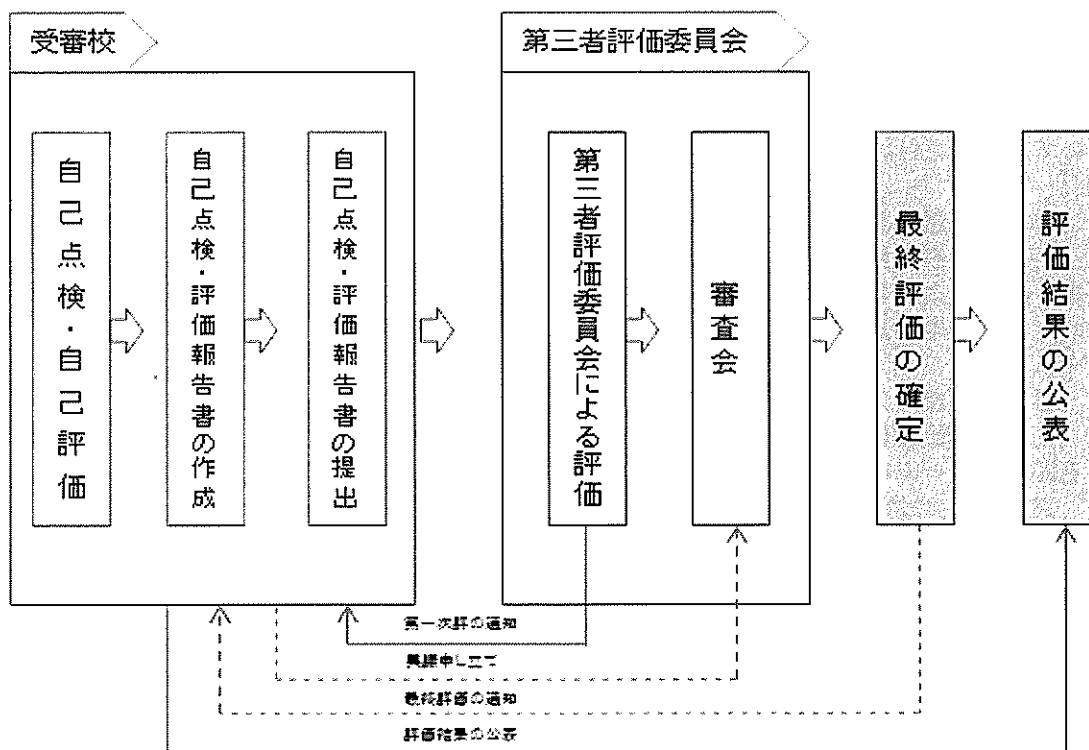 受審校
第三者評価委員会
自己点検・自己評価
自己点検・評価報告書の作成
自己点検・評価報告書の提出
第三者評価委員会による評価
審査会
最終評価の確定
評価結果の公表
第一次評の通知
異議申し立て
最終評価の通知
評価結果の公表